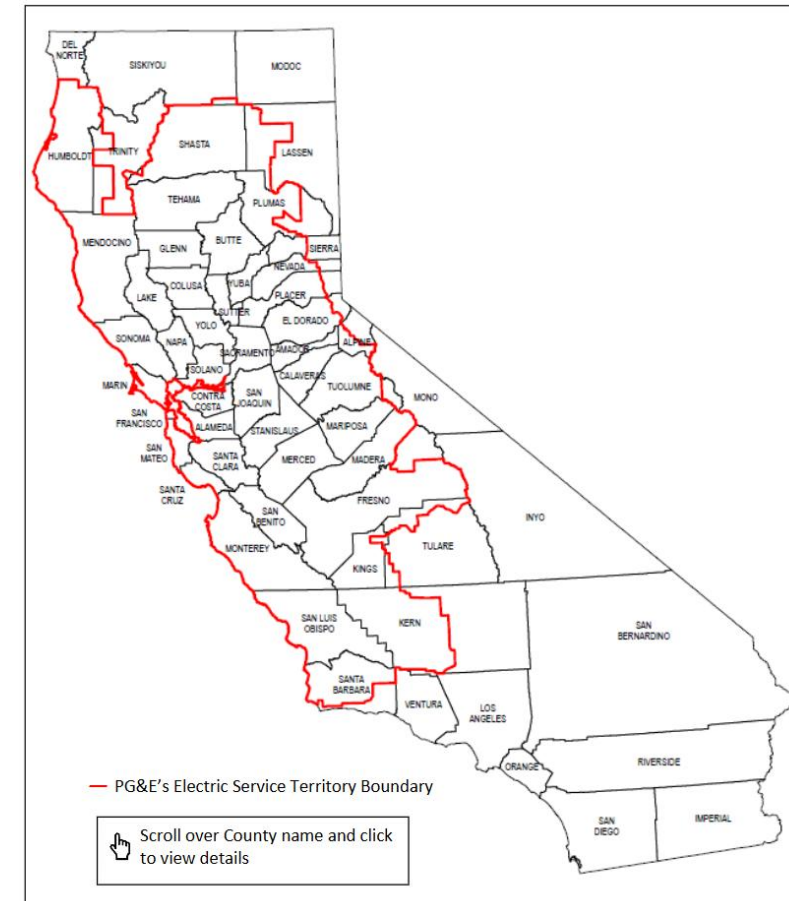 DEL
NORTE
SISKIYOU
MODOC
HUMBOLDT
TRINITY
SHASTA
LASSEN
TEHAMA
PLUMAS
MENDOCINO
GLENN
BUTTE
SIERRA
NEVADA
YUBA
COLUSA
LAKE
PLACER
SUTTER
YOLO
EL DORADO
SONOMA
NAPA
SACRAMENTO
AMADOR
ALPINE
SOLANO
CALAVERAS
TUOLUMNE
MARIN
CONTRA
COSTA
SAN
JOAQUIN
MONO
SAN
FRANCISCO
ALAMEDA
STANISLAUS
MARIPOSA
SAN
MATEO
SANTA
CLARA
MERCED
MADERA
SANTA
CRUZ
FRESNO
SAN
BENITO
INYO
MONTEREY
TULARE
KINGS
SAN LUIS
OBISPO
KERN
SAN
BERNARDINO
SANTA
BARBARA
VENTURA
LOS
ANGELES
ORANGE
RIVERSIDE
SAN
DIEGO
IMPERIAL
PG&E's Electric Service Territory Boundary
Scroll over County name and click
to view details